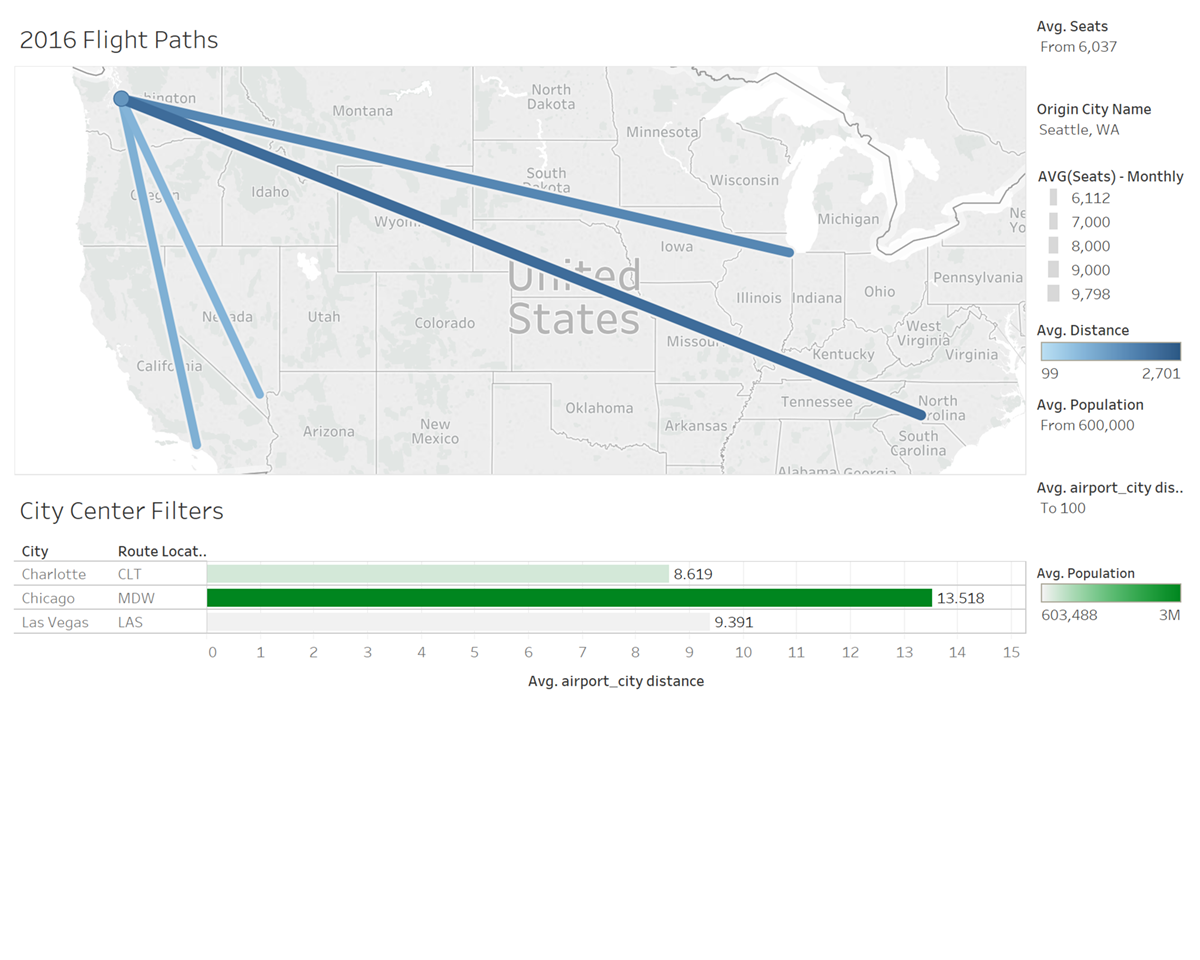 2016 Flight Paths
Avg. Seats
From 6,037
Origin City Name
Seattle, WA
AVG(Seats) - Monthly
6,112
7,000
8,000
9,000
9,798
Avg. Distance
99 2,701
Avg. Population
From 600,000
Avg. airport_city dis..
To 100
Avg. Population
603,488 3M
North
Dakota
Montana
Minnesota
South
Dakota
Wisconsin
Idaho
Michigan
Iowa
United
States
Pennsylvania
Ohio
Illinois
Indiana
Nevada
Utah
Colorado
West
Virginia
Virginia
Kentucky
California
Tennessee
North
Oklahoma
Arkansas
New
Mexico
Arizona
South
Carolina
Alabama
Georgia
City Center Filters
City Route Locat..
Charlotte CLT 8.619
Chicago MDW 13.518
Las Vegas LAS 9.391
0 1 2 3 4 5 6 7 8 9 10 11 12 13 14 15
Avg. airport_city distance